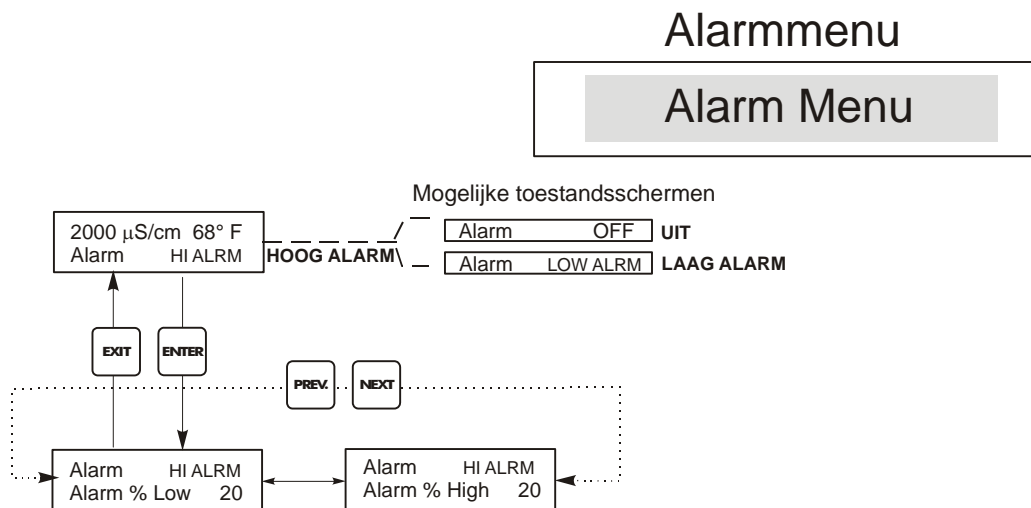 Alarmmenu
Alarm Menu
Mogelijke toestandsschermen
2000 μS/cm 68° F
Alarm HI ALRM
HOOG ALARM
Alarm OFF
UIT
Alarm LOW ALRM
LAAG ALARM
EXIT
ENTER
PREV.
NEXT
Alarm HI ALRM
Alarm % Low 20
Alarm HI ALRM
Alarm % High 20